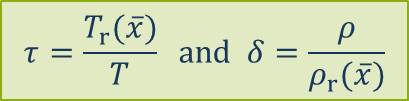 τ = T_r(x̄)/T and δ = ρ/ρ_r(x̄)